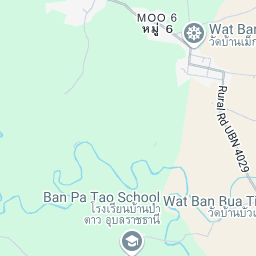 MOO 6
หมู่ 6
Wat Ban
วัดบ้านเม็ก
Rural Rd UBN 4029
Ban Pa Tao School
โรงเรียนบ้านป่า
ตาว อุบลราชธานี
Wat Ban Rua Ti
วัดบ้านบัวเ